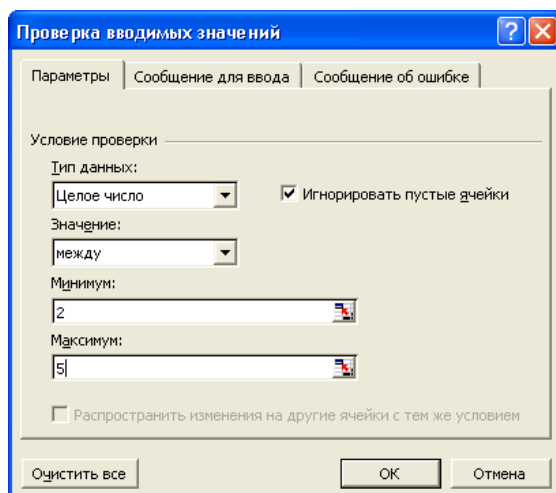 Проверка вводимых значений
Параметры Сообщение для ввода Сообщение об ошибке
Условие проверки
Тип данных:
Целое число Игнорировать пустые ячейки
Значение:
между
Минимум:
2
Максимум:
5
Распространить изменения на другие ячейки с тем же условием
Очистить все ОК Отмена